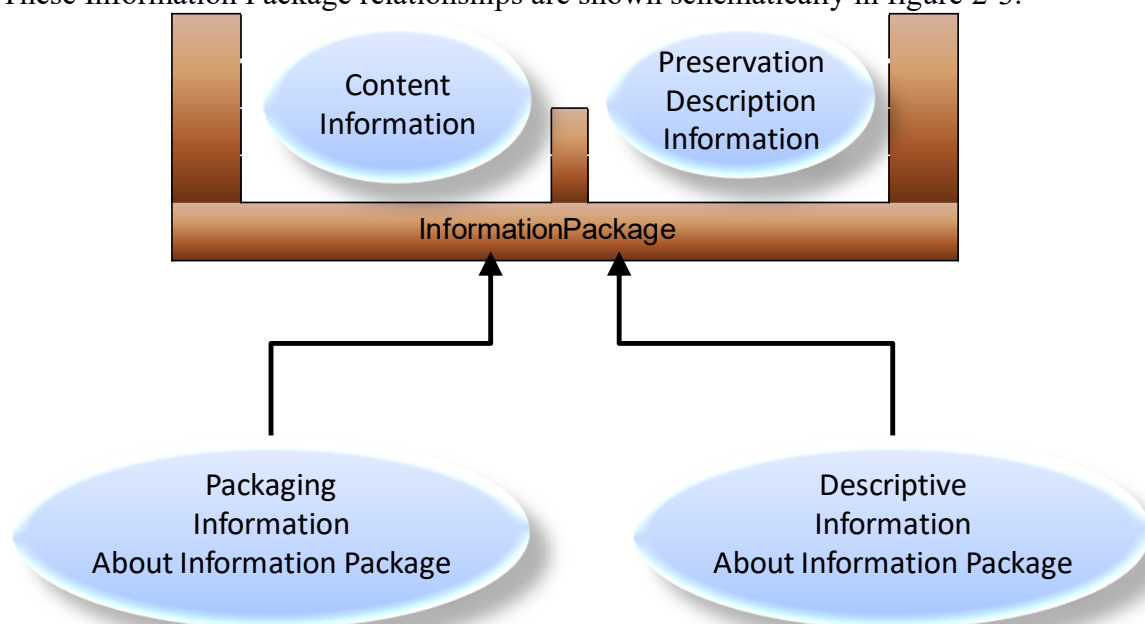 These Information Package relationships are shown schematically in figure 2-3.
Content
Information
Preservation
Description
Information
InformationPackage
Packaging
Information
About Information Package
Descriptive
Information
About Information Package